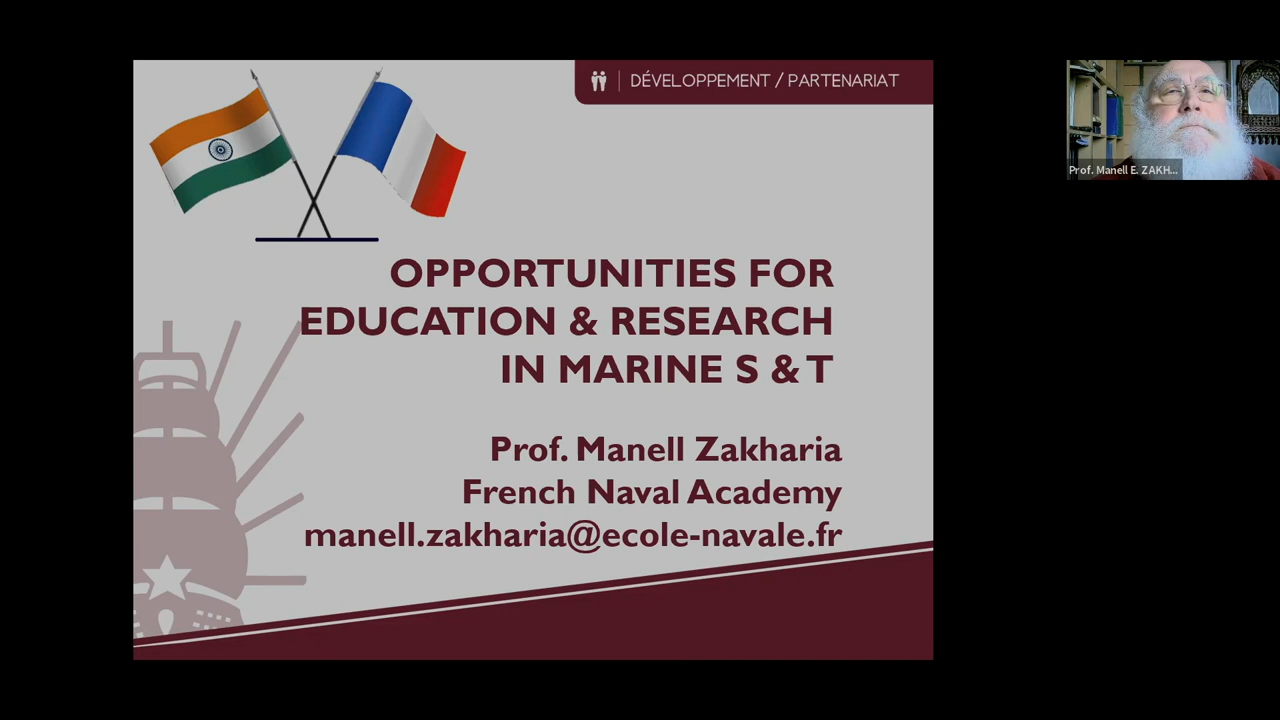 DÉVELOPPEMENT / PARTENARIAT
OPPORTUNITIES FOR
EDUCATION & RESEARCH
IN MARINE S & T
Prof. Manell Zakharia
French Naval Academy
manell.zakharia@ecole-navale.fr
Prof. Manell E. ZAKH...